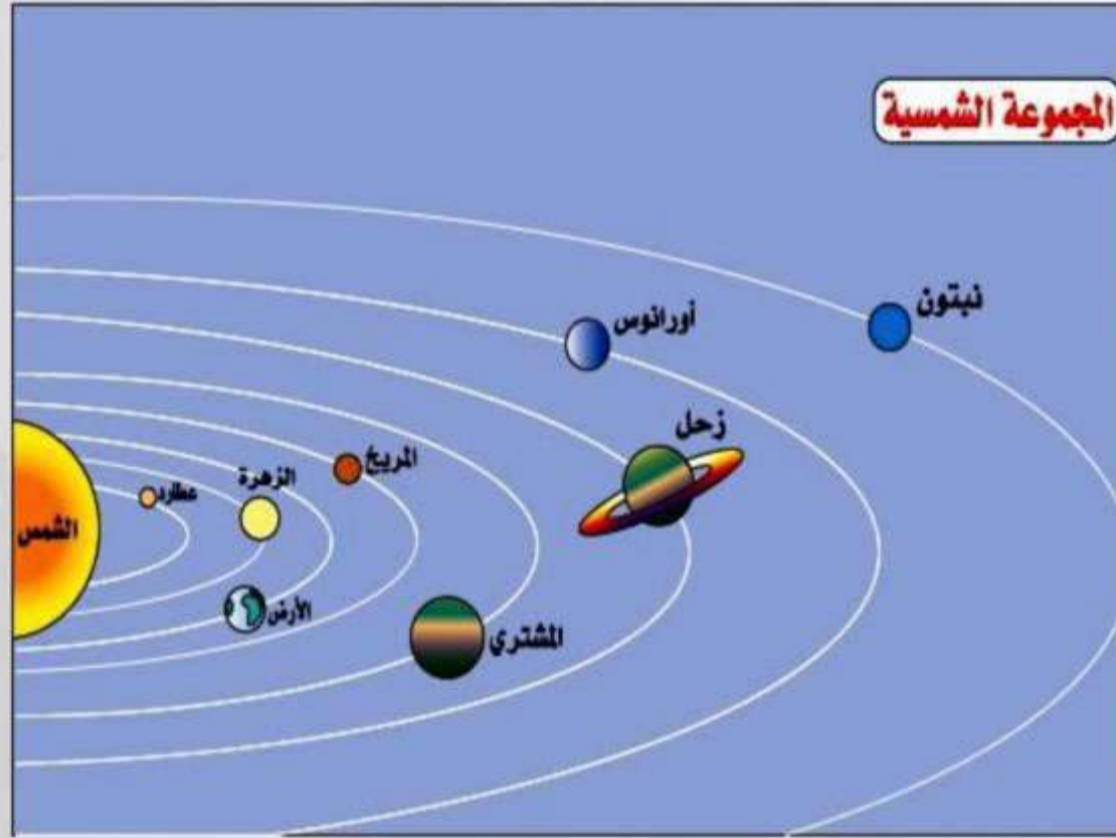 المجموعة الشمسية
نبتون
أورانوس
زحل
المريخ
الزهرة
عطارد
الشمس
الأرض
المشتري